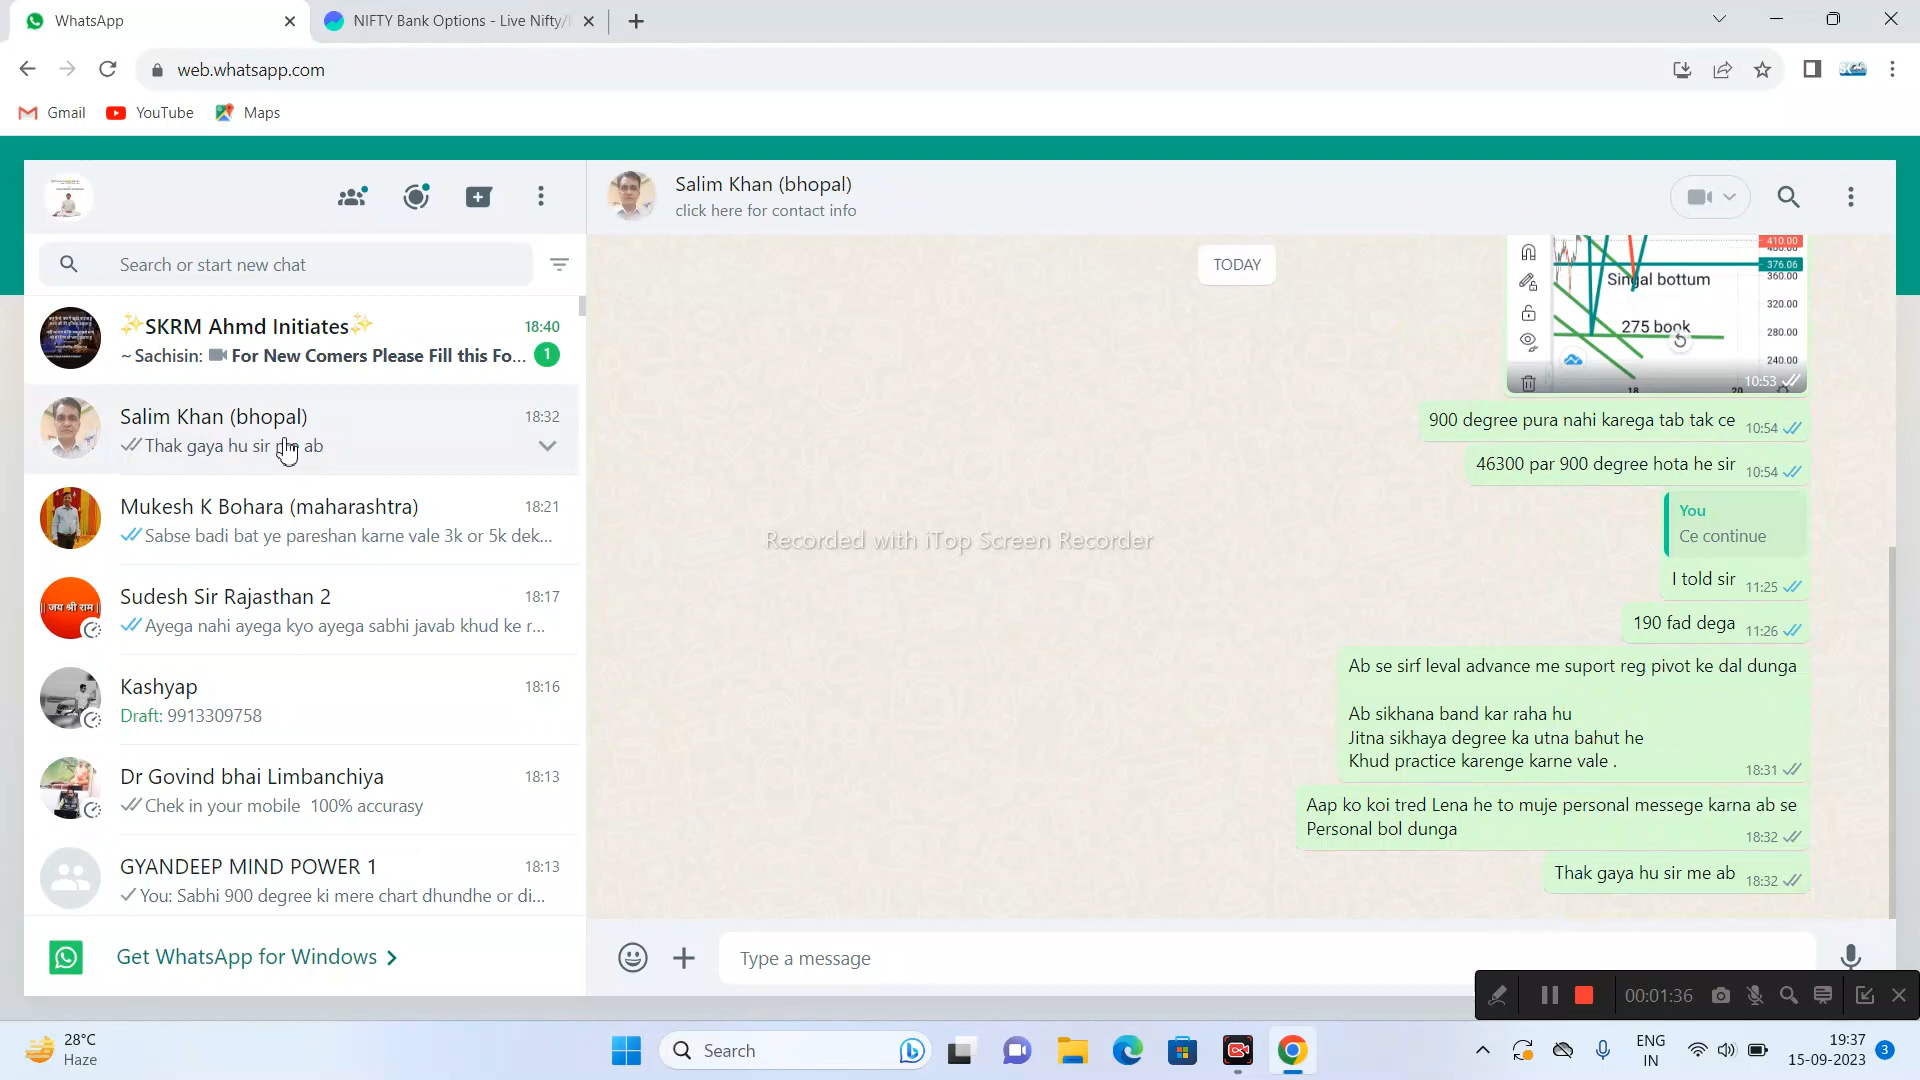 WhatsApp
NIFTY Bank Options - Live Nifty/
web.whatsapp.com
Gmail
YouTube
Maps
Search or start new chat
✨SKRM Ahmd Initiates✨
18:40
~ Sachisin: For New Comers Please Fill this Fo...
1
Salim Khan (bhopal)
18:32
Thak gaya hu sir me ab
Mukesh K Bohara (maharashtra)
18:21
Sabse badi bat ye pareshan karne vale 3k or 5k dek...
Sudesh Sir Rajasthan 2
18:17
Ayega nahi ayega kyo ayega sabhi javab khud ke r...
Kashyap
18:16
Draft: 9913309758
Dr Govind bhai Limbanchiya
18:13
Chek in your mobile 100% accurasy
GYANDEEP MIND POWER 1
18:13
You: Sabhi 900 degree ki mere chart dhundhe or di...
Get WhatsApp for Windows
Salim Khan (bhopal)
click here for contact info
TODAY
410.00
376.06
360.00
Singal bottum
320.00
275 book
280.00
240.00
10:53
18
20
900 degree pura nahi karega tab tak ce
10:54
46300 par 900 degree hota he sir
10:54
You
Ce continue
I told sir
11:25
190 fad dega
11:26
Ab se sirf leval advance me suport reg pivot ke dal dunga
Ab sikhana band kar raha hu
Jitna sikhaya degree ka utna bahut he
Khud practice karenge karne vale .
18:31
Aap ko koi tred Lena he to muje personal messege karna ab se
Personal bol dunga
18:32
Thak gaya hu sir me ab
18:32
Recorded with iTop Screen Recorder
Type a message
00:01:36
28°C
Haze
Search
ENG
IN
19:37
15-09-2023
3